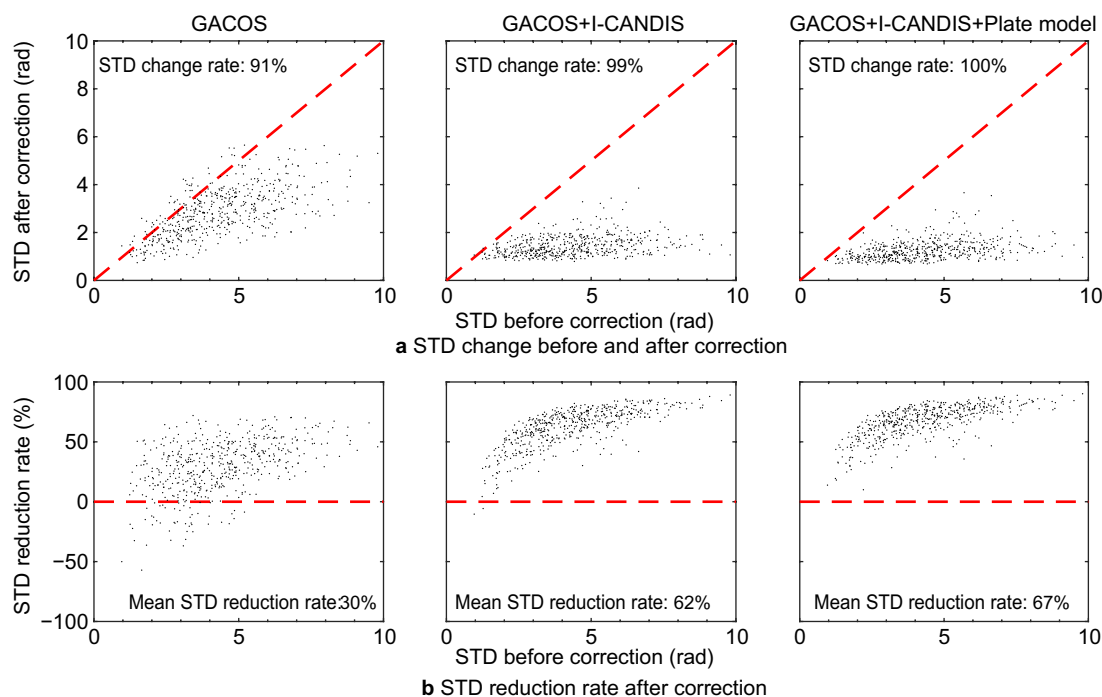 GACOS
GACOS+I-CANDIS
GACOS+I-CANDIS+Plate model
STD after correction (rad)
10
8
6
4
2
0
STD change rate: 91%
STD change rate: 99%
STD change rate: 100%
0 5 10
0 5 10
0 5 10
STD before correction (rad)
a STD change before and after correction
STD reduction rate (%)
100
50
0
−50
−100
Mean STD reduction rate:30%
Mean STD reduction rate: 62%
Mean STD reduction rate: 67%
0 5 10
0 5 10
0 5 10
STD before correction (rad)
b STD reduction rate after correction